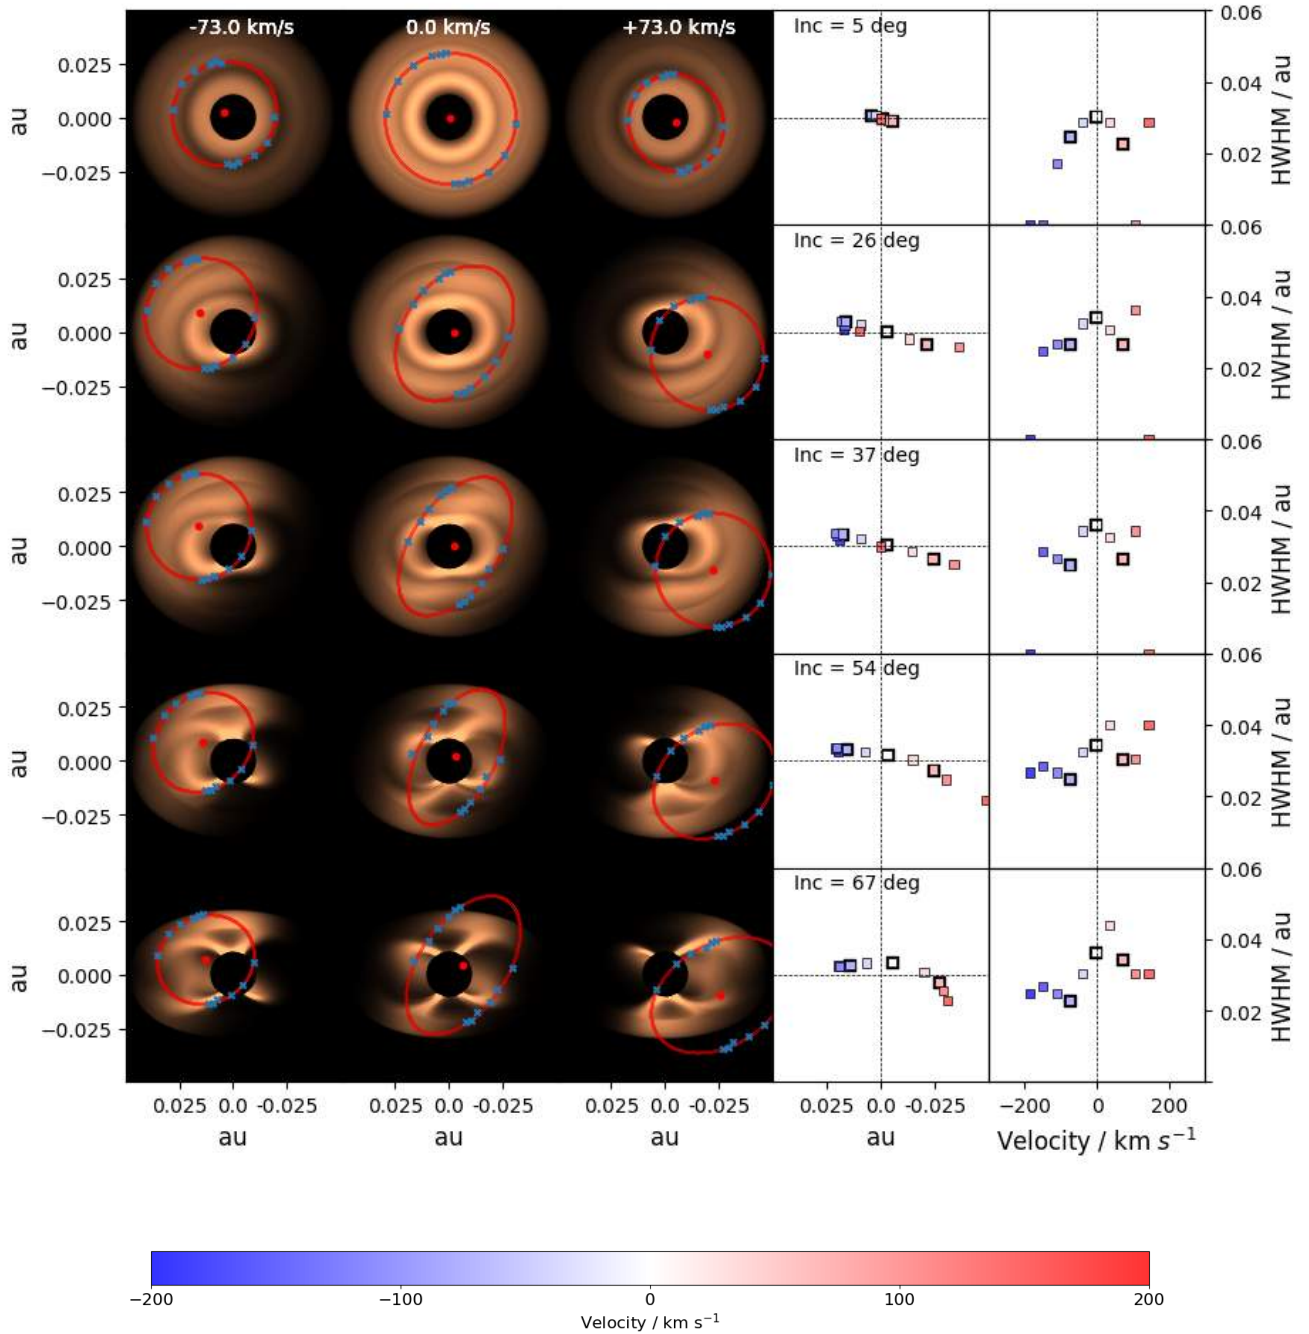 -73.0 km/s 0.0 km/s +73.0 km/s
Inc = 5 deg
au 0.025 0.000 −0.025
0.06 0.04 0.02 HWHM / au
Inc = 26 deg
au 0.025 0.000 −0.025
0.06 0.04 0.02 HWHM / au
Inc = 37 deg
au 0.025 0.000 −0.025
0.06 0.04 0.02 HWHM / au
Inc = 54 deg
au 0.025 0.000 −0.025
0.06 0.04 0.02 HWHM / au
Inc = 67 deg
au 0.025 0.000 −0.025
0.06 0.04 0.02 HWHM / au
0.025 0.0 -0.025 0.025 0.0 -0.025 0.025 0.0 -0.025 0.025 0.0 -0.025 −200 0 200
au au au au Velocity / km s⁻¹
−200 −100 0 100 200
Velocity / km s⁻¹